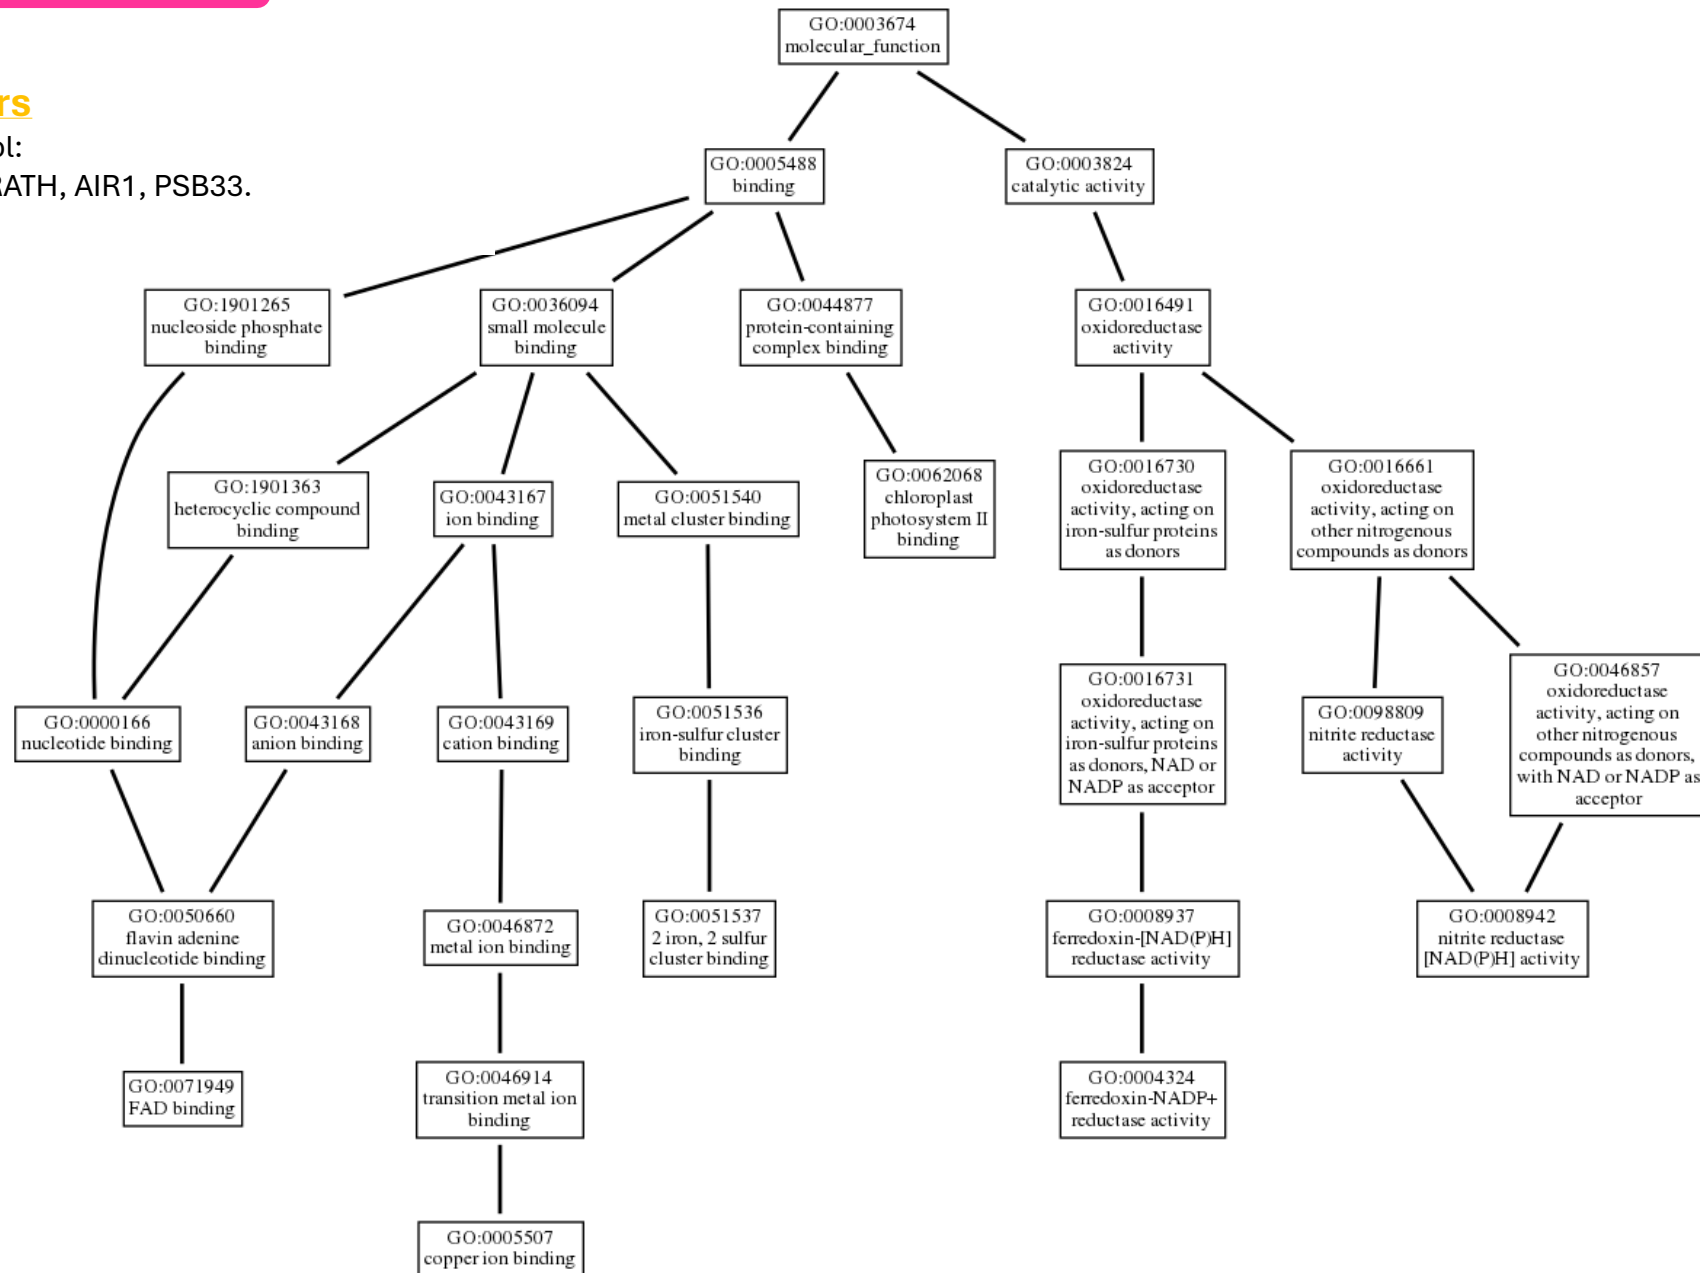 GO:0003674
molecular_function
rs
ol:
RATH, AIR1, PSB33.
GO:0005488
binding
GO:0003824
catalytic activity
GO:1901265
nucleoside phosphate
binding
GO:0036094
small molecule
binding
GO:0044877
protein-containing
complex binding
GO:0016491
oxidoreductase
activity
GO:1901363
heterocyclic compound
binding
GO:0043167
ion binding
GO:0051540
metal cluster binding
GO:0062068
chloroplast
photosystem II
binding
GO:0016730
oxidoreductase
activity, acting on
iron-sulfur proteins
as donors
GO:0016661
oxidoreductase
activity, acting on
other nitrogenous
compounds as donors
GO:0000166
nucleotide binding
GO:0043168
anion binding
GO:0043169
cation binding
GO:0051536
iron-sulfur cluster
binding
GO:0016731
oxidoreductase
activity, acting on
iron-sulfur proteins
as donors, NAD or
NADP as acceptor
GO:0098809
nitrite reductase
activity
GO:0046857
oxidoreductase
activity, acting on
other nitrogenous
compounds as donors,
with NAD or NADP as
acceptor
GO:0050660
flavin adenine
dinucleotide binding
GO:0046872
metal ion binding
GO:0051537
2 iron, 2 sulfur
cluster binding
GO:0008937
ferredoxin-[NAD(P)H]
reductase activity
GO:0008942
nitrite reductase
[NAD(P)H] activity
GO:0071949
FAD binding
GO:0046914
transition metal ion
binding
GO:0004324
ferredoxin-NADP+
reductase activity
GO:0005507
copper ion binding